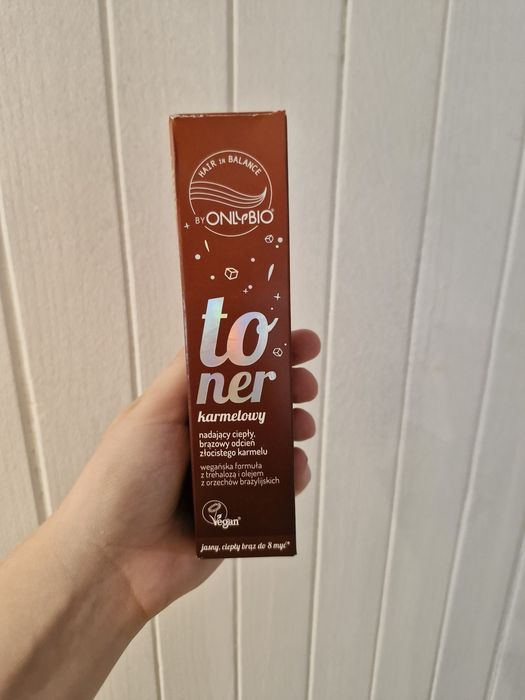 HAIR in BALANCE
BY ONLYBIO®
to
ner
karmelowy
nadający ciepły,
brązowy odcień
złocistego karmelu
wegańska formuła
z trehalozą i olejem
z orzechów brazylijskich
Vegan®
jasny, ciepły brąz do 8 myć*